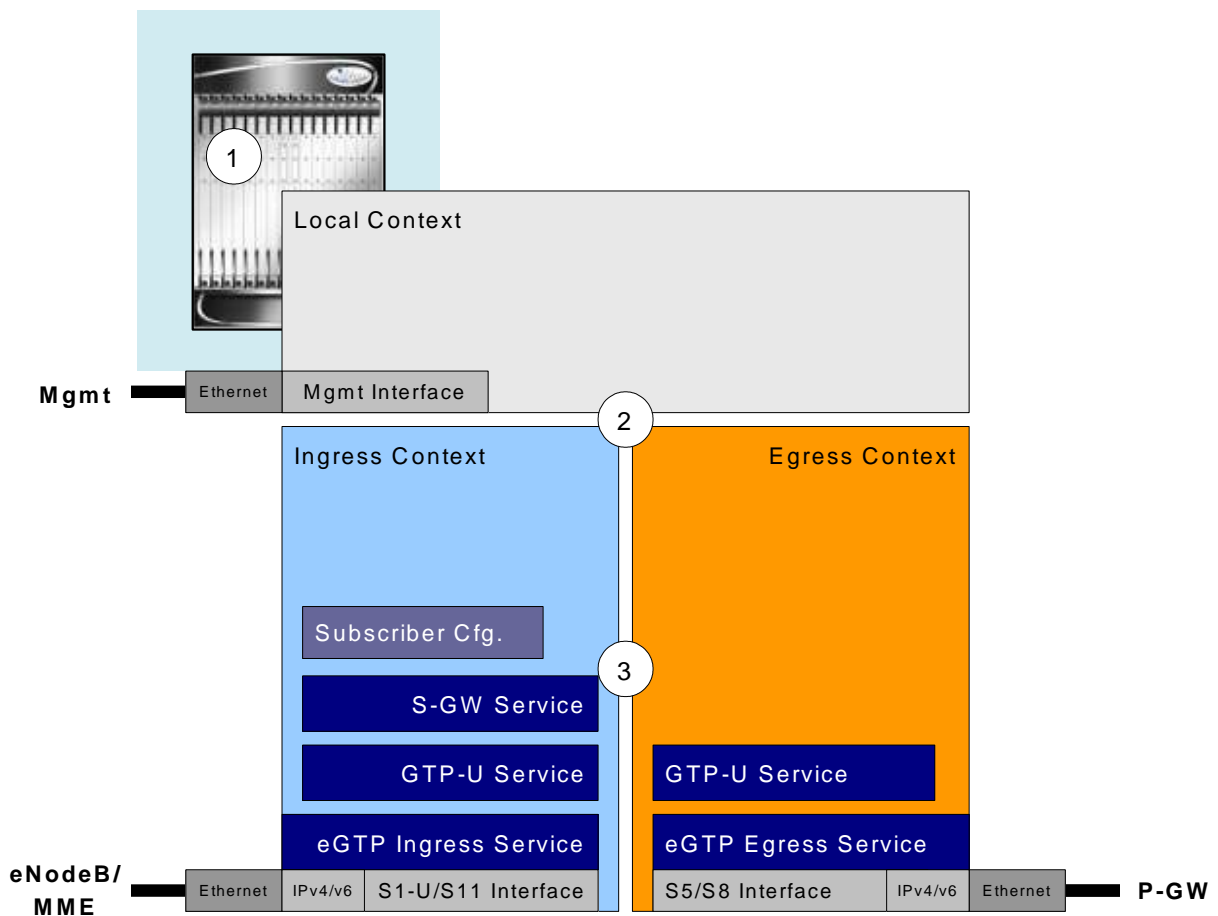 1
Local Context
Mgmt
Ethernet
Mgmt Interface
2
Ingress Context
Egress Context
Subscriber Cfg.
3
S-GW Service
GTP-U Service
GTP-U Service
eGTP Ingress Service
eGTP Egress Service
eNodeB/
MME
Ethernet
IPv4/v6
S1-U/S11 Interface
S5/S8 Interface
IPv4/v6
Ethernet
P-GW